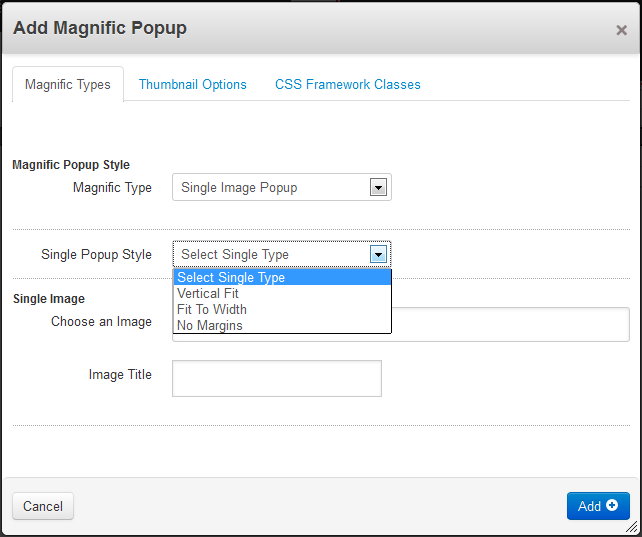 Add Magnific Popup ×
Magnific Types Thumbnail Options CSS Framework Classes
Magnific Popup Style
Magnific Type Single Image Popup
Single Popup Style Select Single Type
Select Single Type
Vertical Fit
Fit To Width
No Margins
Single Image
Choose an Image
Image Title
Cancel Add